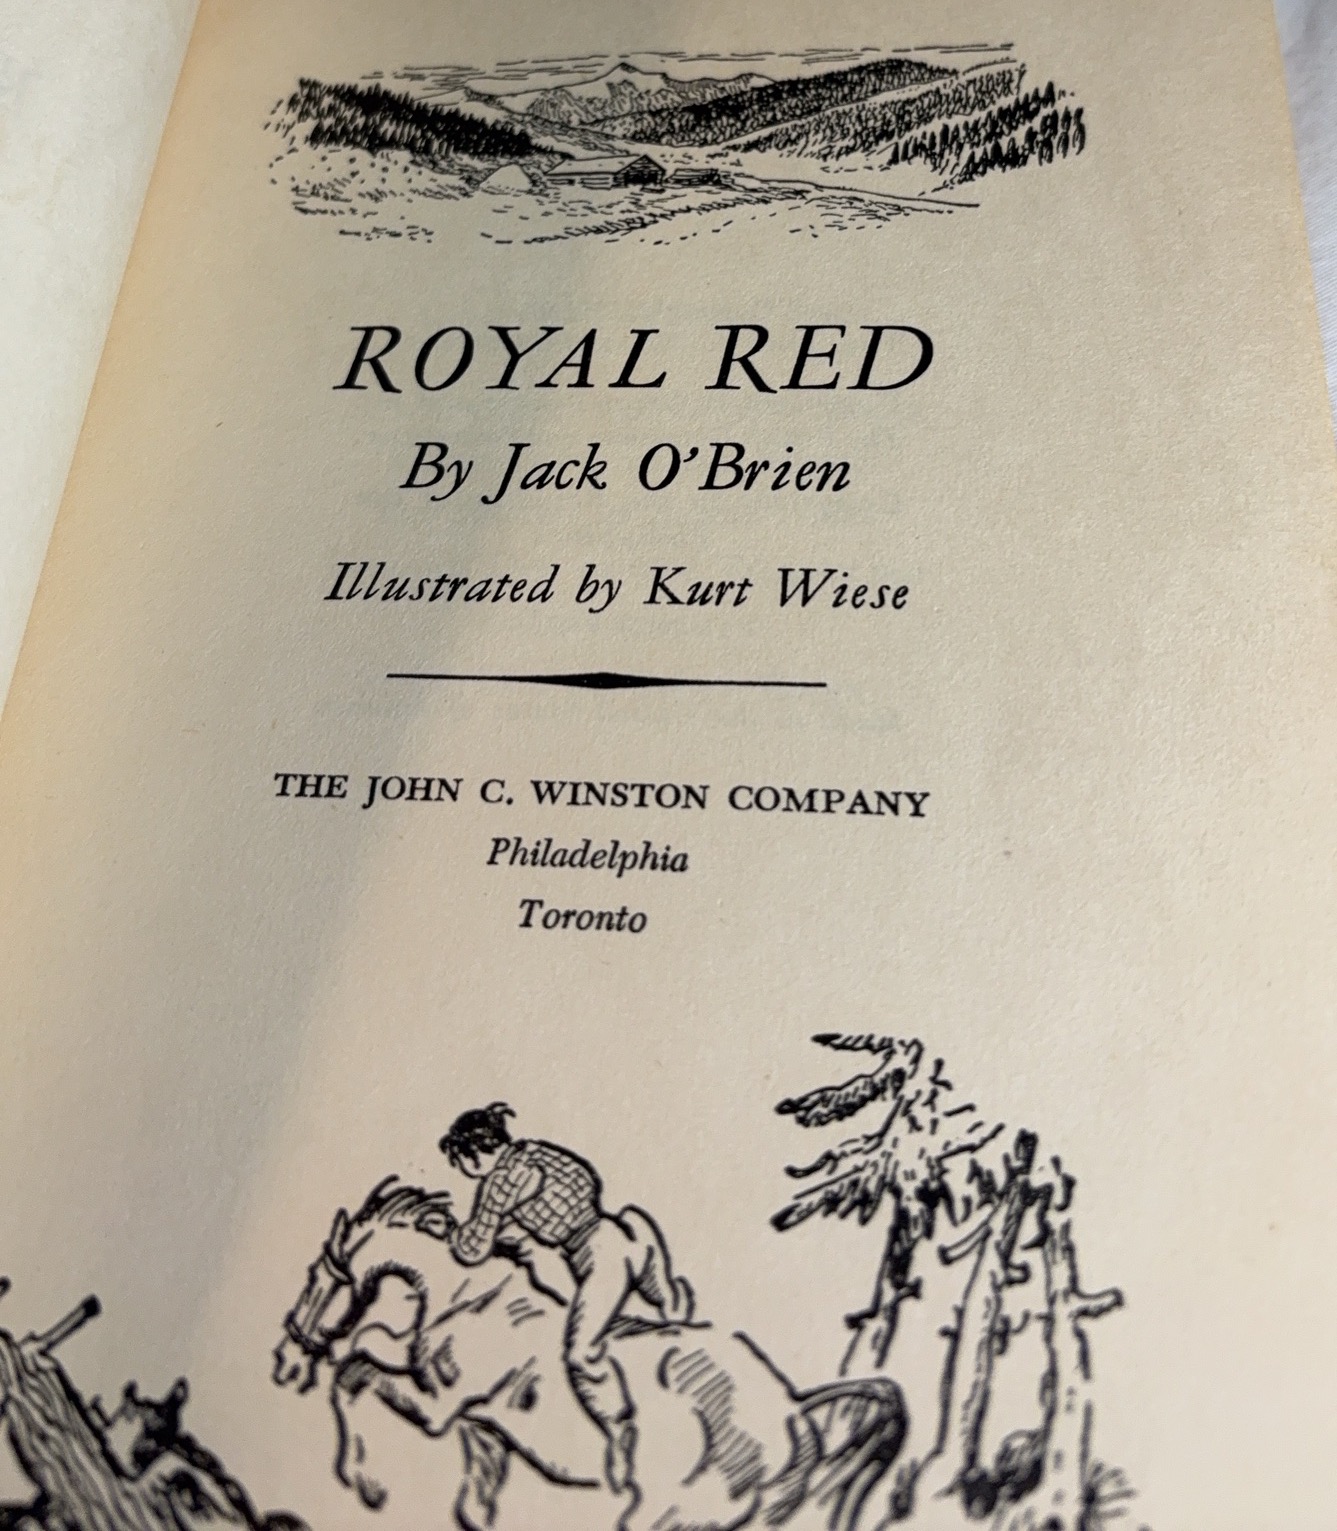 ROYAL RED
By Jack O'Brien
Illustrated by Kurt Wiese
THE JOHN C. WINSTON COMPANY
Philadelphia
Toronto